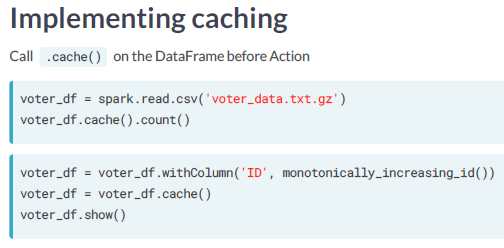 Implementing caching
Call .cache() on the DataFrame before Action
voter_df = spark.read.csv('voter_data.txt.gz')
voter_df.cache().count()
voter_df = voter_df.withColumn('ID', monotonically_increasing_id())
voter_df = voter_df.cache()
voter_df.show()